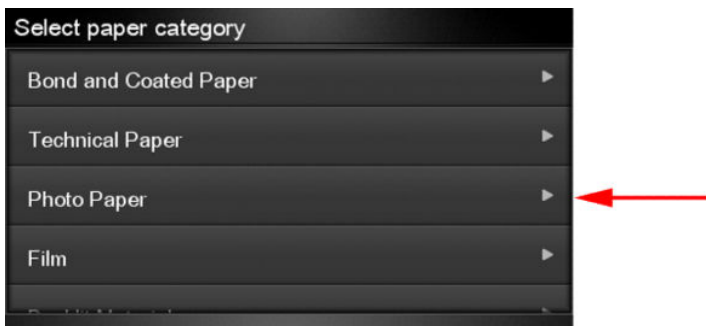 Select paper category
Bond and Coated Paper
Technical Paper
Photo Paper
Film